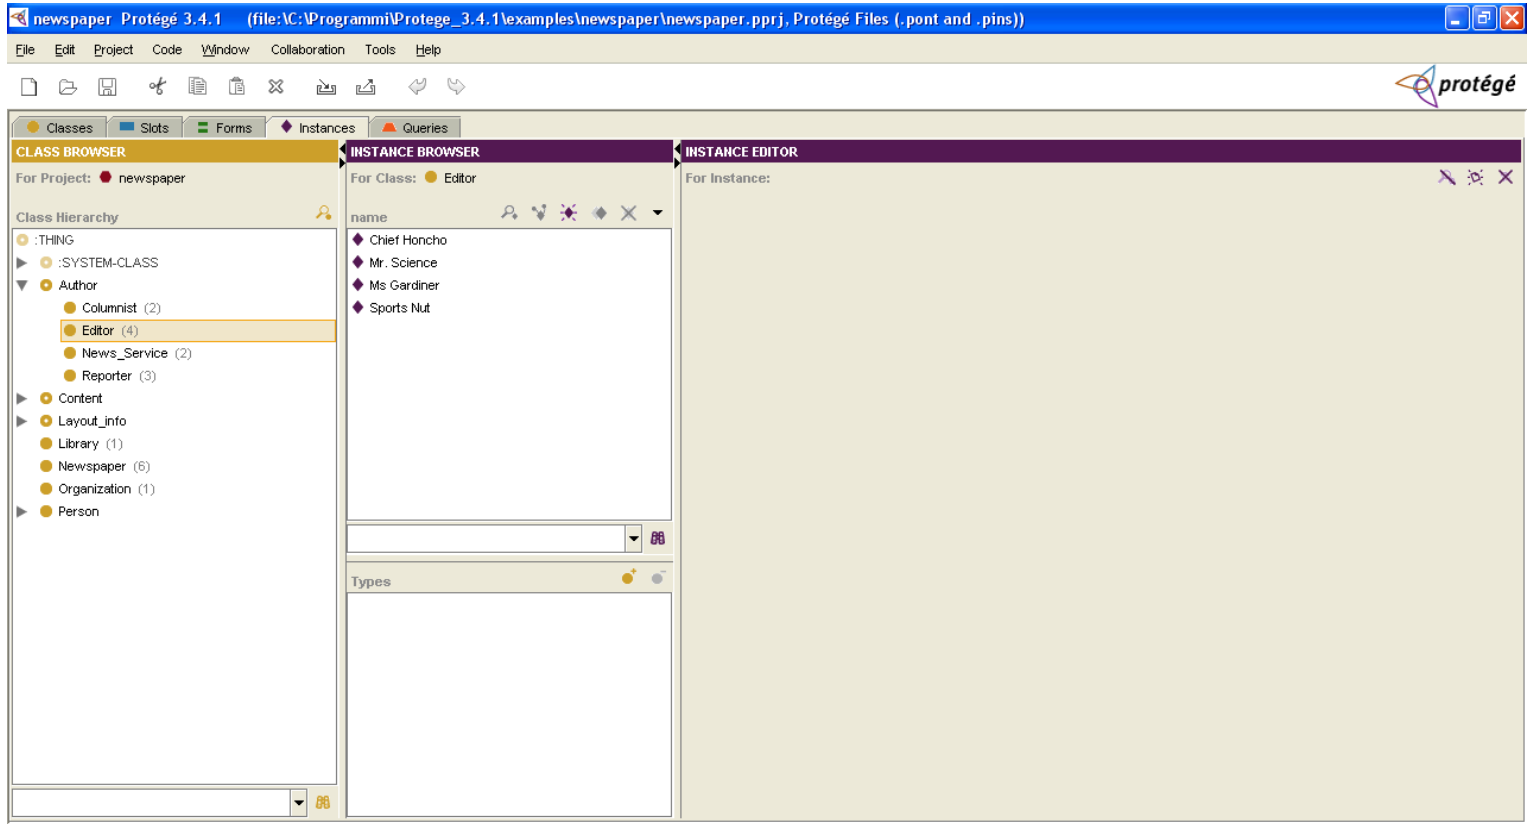 newspaper Protégé 3.4.1 (file:\C:\Programmi\Protege_3.4.1\examples\newspaper\newspaper.pprj, Protégé Files (.pont and .pins))
File Edit Project Code Window Collaboration Tools Help
protégé
Classes Slots Forms Instances Queries
CLASS BROWSER
For Project: newspaper
Class Hierarchy
:THING
:SYSTEM-CLASS
Author
Columnist (2)
Editor (4)
News_Service (2)
Reporter (3)
Content
Layout_info
Library (1)
Newspaper (6)
Organization (1)
Person
INSTANCE BROWSER
For Class: Editor
name
Chief Honcho
Mr. Science
Ms Gardiner
Sports Nut
Types
INSTANCE EDITOR
For Instance: